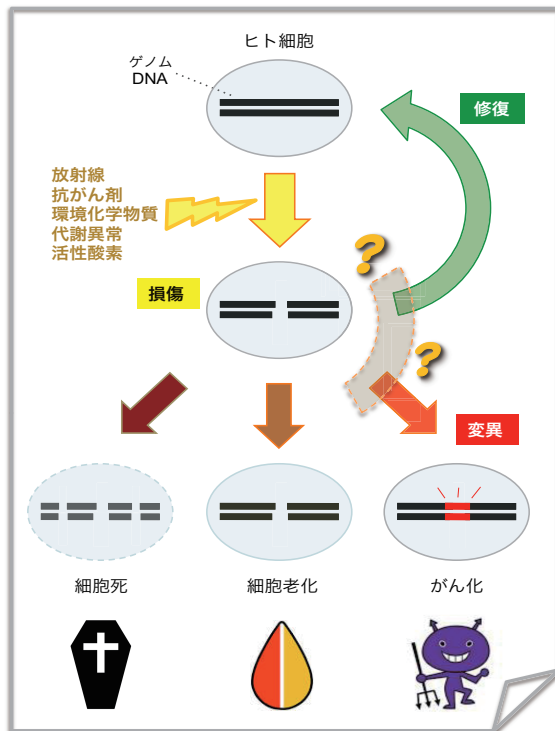 ヒト細胞
ゲノム
DNA
修復
放射線
抗がん剤
環境化学物質
代謝異常
活性酸素
?
損傷
?
変異
細胞死
細胞老化
がん化